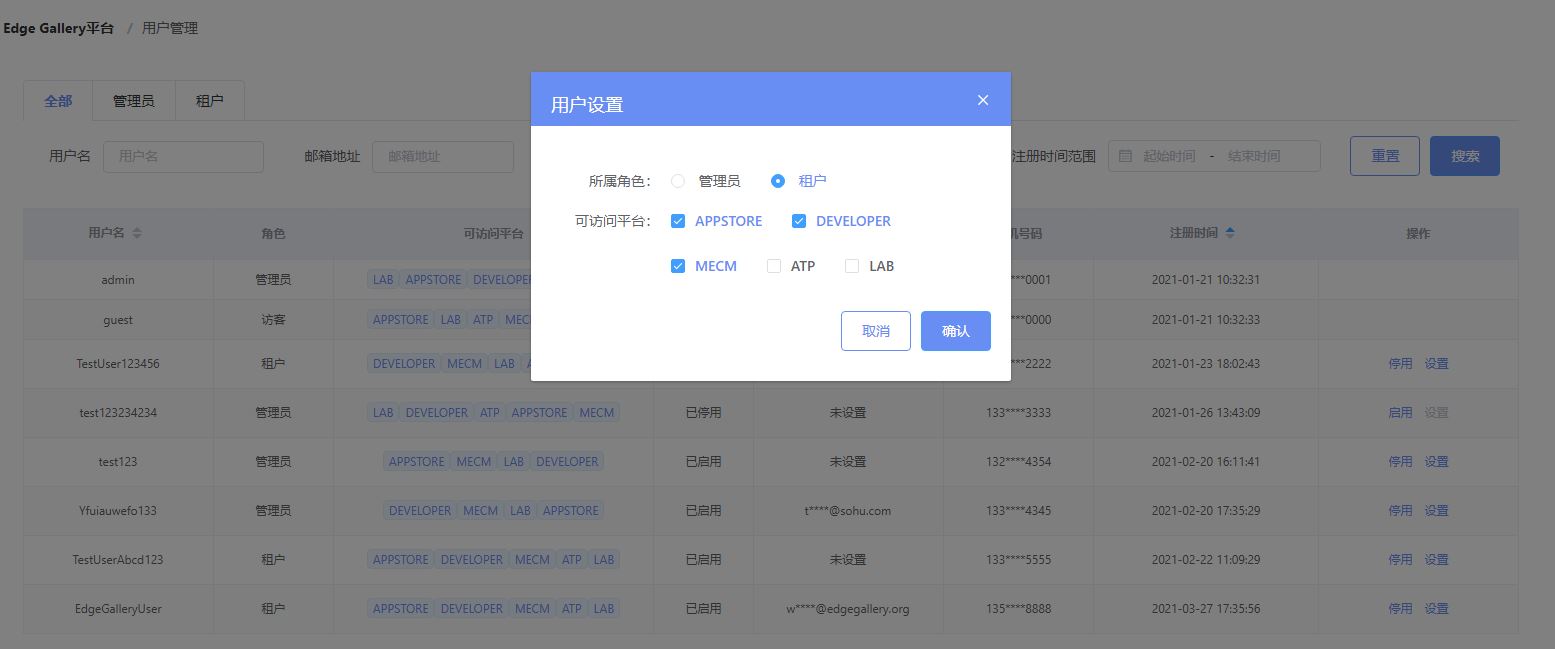 Edge Gallery平台 / 用户管理
全部 管理员 租户
用户名 用户名 邮箱地址 邮箱地址 注册时间范围 起始时间 - 结束时间 重置 搜索
用户设置
所属角色： 管理员 租户
可访问平台： APPSTORE DEVELOPER
MECM ATP LAB
取消 确认
用户名 角色 可访问平台 机号码 注册时间 操作
admin 管理员 LAB APPSTORE DEVELOPER ***0001 2021-01-21 10:32:31
guest 访客 APPSTORE LAB ATP MEC ***0000 2021-01-21 10:32:33
TestUser123456 租户 DEVELOPER MECM LAB ***2222 2021-01-23 18:02:43 停用 设置
test123234234 管理员 LAB DEVELOPER ATP APPSTORE MECM 已停用 未设置 133****3333 2021-01-26 13:43:09 启用 设置
test123 管理员 APPSTORE MECM LAB DEVELOPER 已启用 未设置 132****4354 2021-02-20 16:11:41 停用 设置
Yfuiauwefo133 管理员 DEVELOPER MECM LAB APPSTORE 已启用 t****@sohu.com 133****4345 2021-02-20 17:35:29 停用 设置
TestUserAbcd123 租户 APPSTORE DEVELOPER MECM ATP LAB 已启用 未设置 133****5555 2021-02-22 11:09:29 停用 设置
EdgeGalleryUser 租户 APPSTORE DEVELOPER MECM ATP LAB 已启用 w****@edgegallery.org 135****8888 2021-03-27 17:35:56 停用 设置